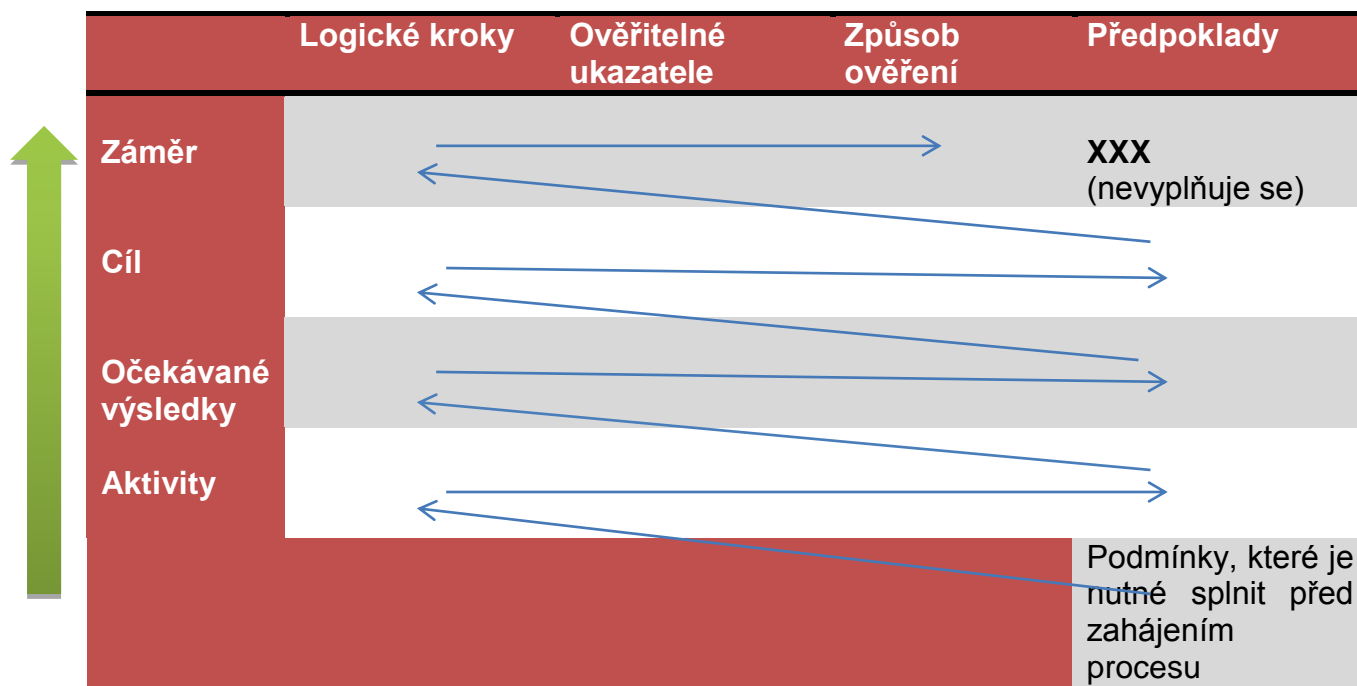 Logické kroky Ověřitelné Způsob Předpoklady
ukazatele ověření
Záměr XXX
(nevyplňuje se)
Cíl
Očekávané
výsledky
Aktivity
Podmínky, které je
nutné splnit před
zahájením
procesu